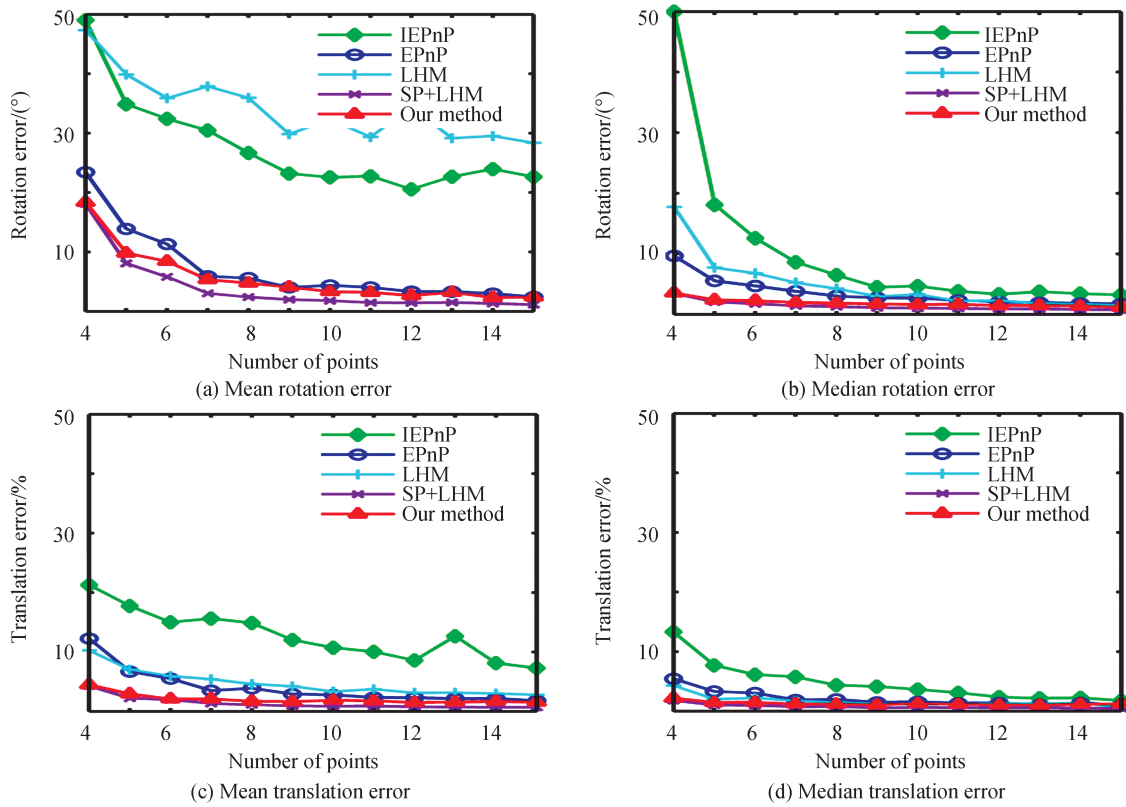 50
30
10
Rotation error/(°)
IEPnP
EPnP
LHM
SP+LHM
Our method
4 6 8 10 12 14
Number of points
(a) Mean rotation error
50
30
10
Rotation error/(°)
IEPnP
EPnP
LHM
SP+LHM
Our method
4 6 8 10 12 14
Number of points
(b) Median rotation error
50
30
10
Translation error/%
IEPnP
EPnP
LHM
SP+LHM
Our method
4 6 8 10 12 14
Number of points
(c) Mean translation error
50
30
10
Translation error/%
IEPnP
EPnP
LHM
SP+LHM
Our method
4 6 8 10 12 14
Number of points
(d) Median translation error